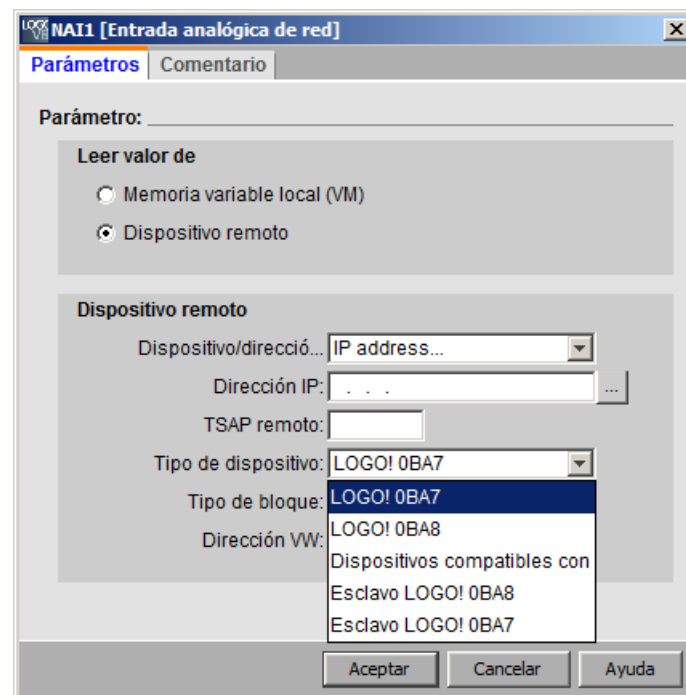 NAI1 [Entrada analógica de red]
Parámetros Comentario
Parámetro:
Leer valor de
Memoria variable local (VM)
Dispositivo remoto
Dispositivo remoto
Dispositivo/direcció... IP address...
Dirección IP: . . . ...
TSAP remoto:
Tipo de dispositivo: LOGO! 0BA7
Tipo de bloque: LOGO! 0BA7
LOGO! 0BA8
Dirección VW: Dispositivos compatibles con
Esclavo LOGO! 0BA8
Esclavo LOGO! 0BA7
Aceptar Cancelar Ayuda